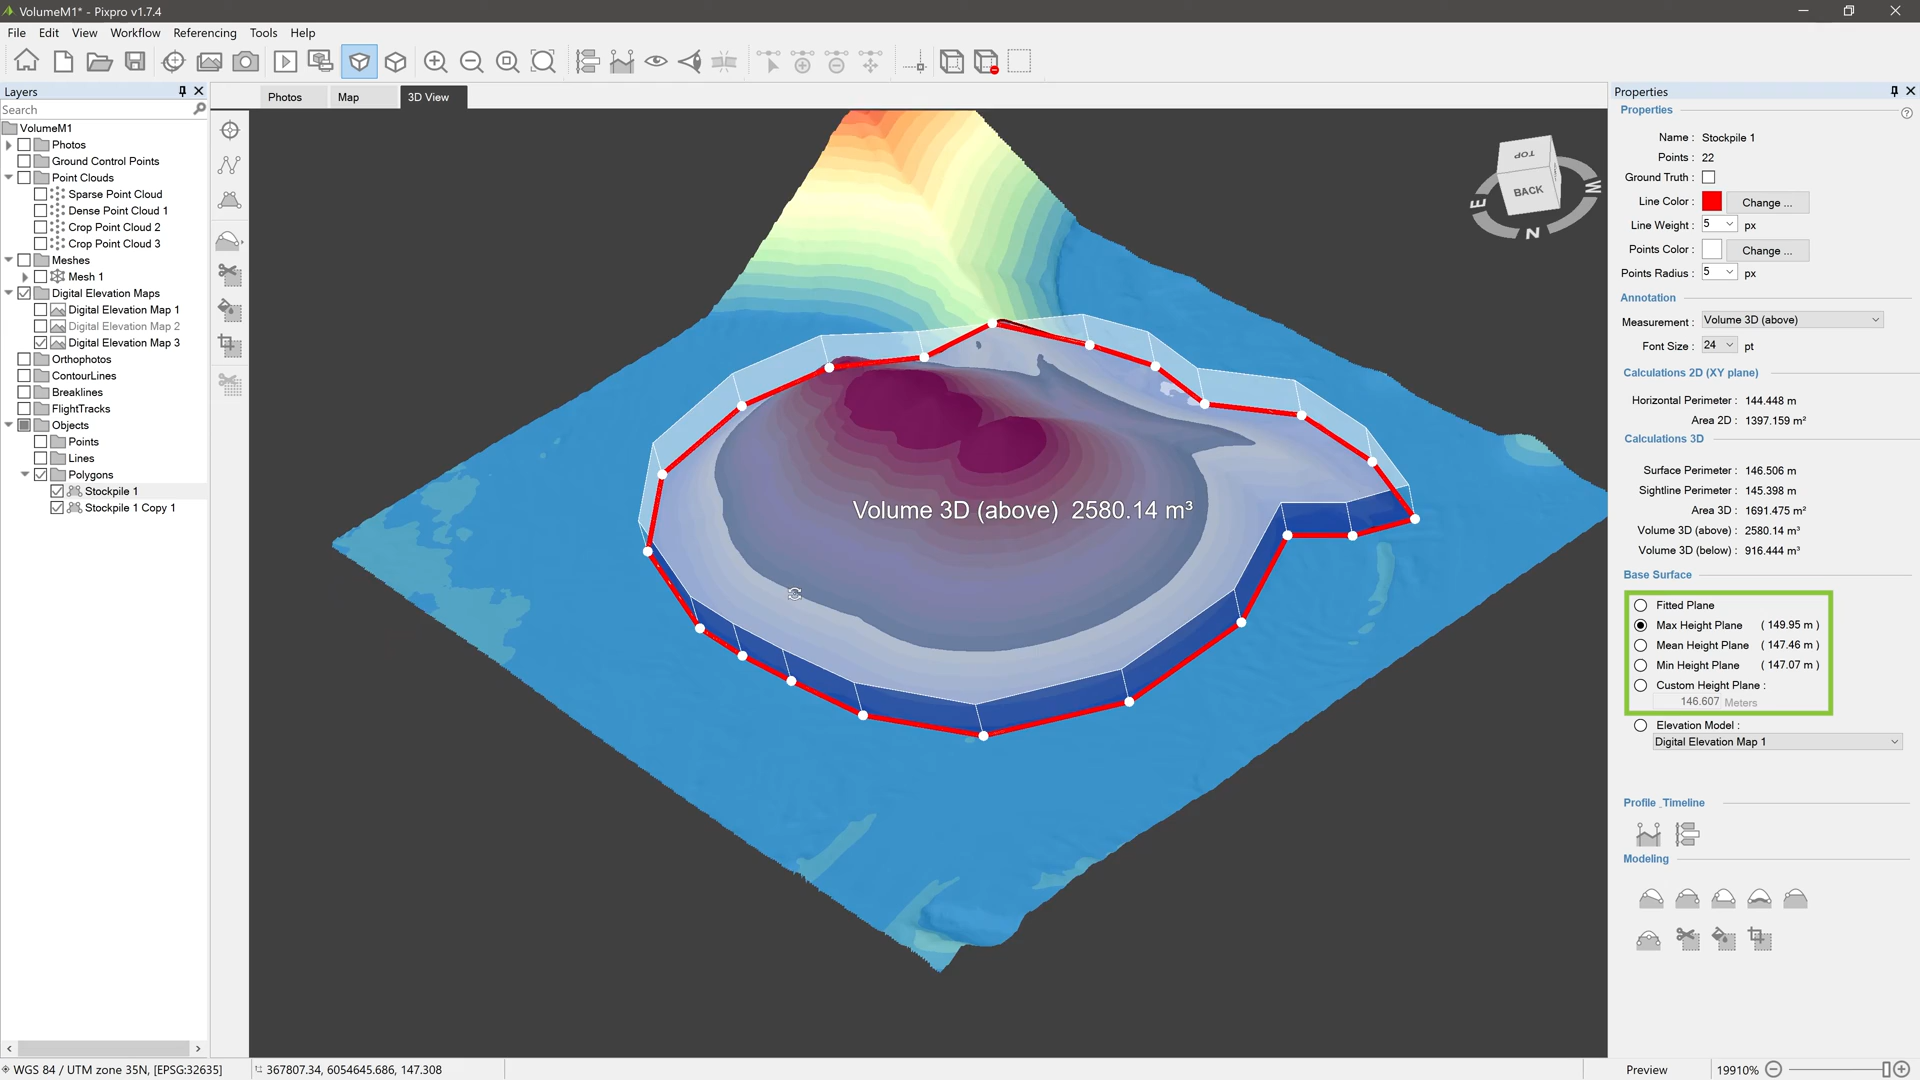 VolumeM1* - Pixpro v1.7.4
File Edit View Workflow Referencing Tools Help
Layers
Search
VolumeM1
Photos
Ground Control Points
Point Clouds
Sparse Point Cloud
Dense Point Cloud 1
Crop Point Cloud 2
Crop Point Cloud 3
Meshes
Mesh 1
Digital Elevation Maps
Digital Elevation Map 1
Digital Elevation Map 2
Digital Elevation Map 3
Orthophotos
ContourLines
Breaklines
FlightTracks
Objects
Points
Lines
Polygons
Stockpile 1
Stockpile 1 Copy 1
Photos Map 3D View
TOP
BACK
E N W
Volume 3D (above) 2580.14 m³
Properties
Properties
Name : Stockpile 1
Points : 22
Ground Truth :
Line Color : Change ...
Line Weight : 5 px
Points Color : Change ...
Points Radius : 5 px
Annotation
Measurement : Volume 3D (above)
Font Size : 24 pt
Calculations 2D (XY plane)
Horizontal Perimeter : 144.448 m
Area 2D : 1397.159 m²
Calculations 3D
Surface Perimeter : 146.506 m
Sightline Perimeter : 145.398 m
Area 3D : 1691.475 m²
Volume 3D (above) : 2580.14 m³
Volume 3D (below) : 916.444 m³
Base Surface
Fitted Plane
Max Height Plane ( 149.95 m )
Mean Height Plane ( 147.46 m )
Min Height Plane ( 147.07 m )
Custom Height Plane :
146.607 Meters
Elevation Model :
Digital Elevation Map 1
Profile_Timeline
Modeling
WGS 84 / UTM zone 35N, [EPSG:32635] 367807.34, 6054645.686, 147.308 Preview 19910%